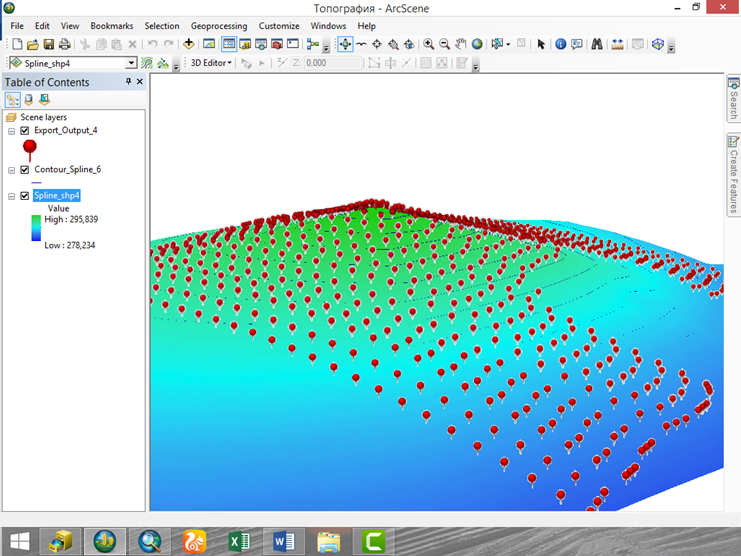 Топография - ArcScene
File Edit View Bookmarks Selection Geoprocessing Customize Windows Help
Spline_shp4 3D Editor 0,000
Table of Contents
Scene layers
Export_Output_4
Contour_Spline_6
Spline_shp4
Value
High : 295,839
Low : 278,234
Search
Create Features